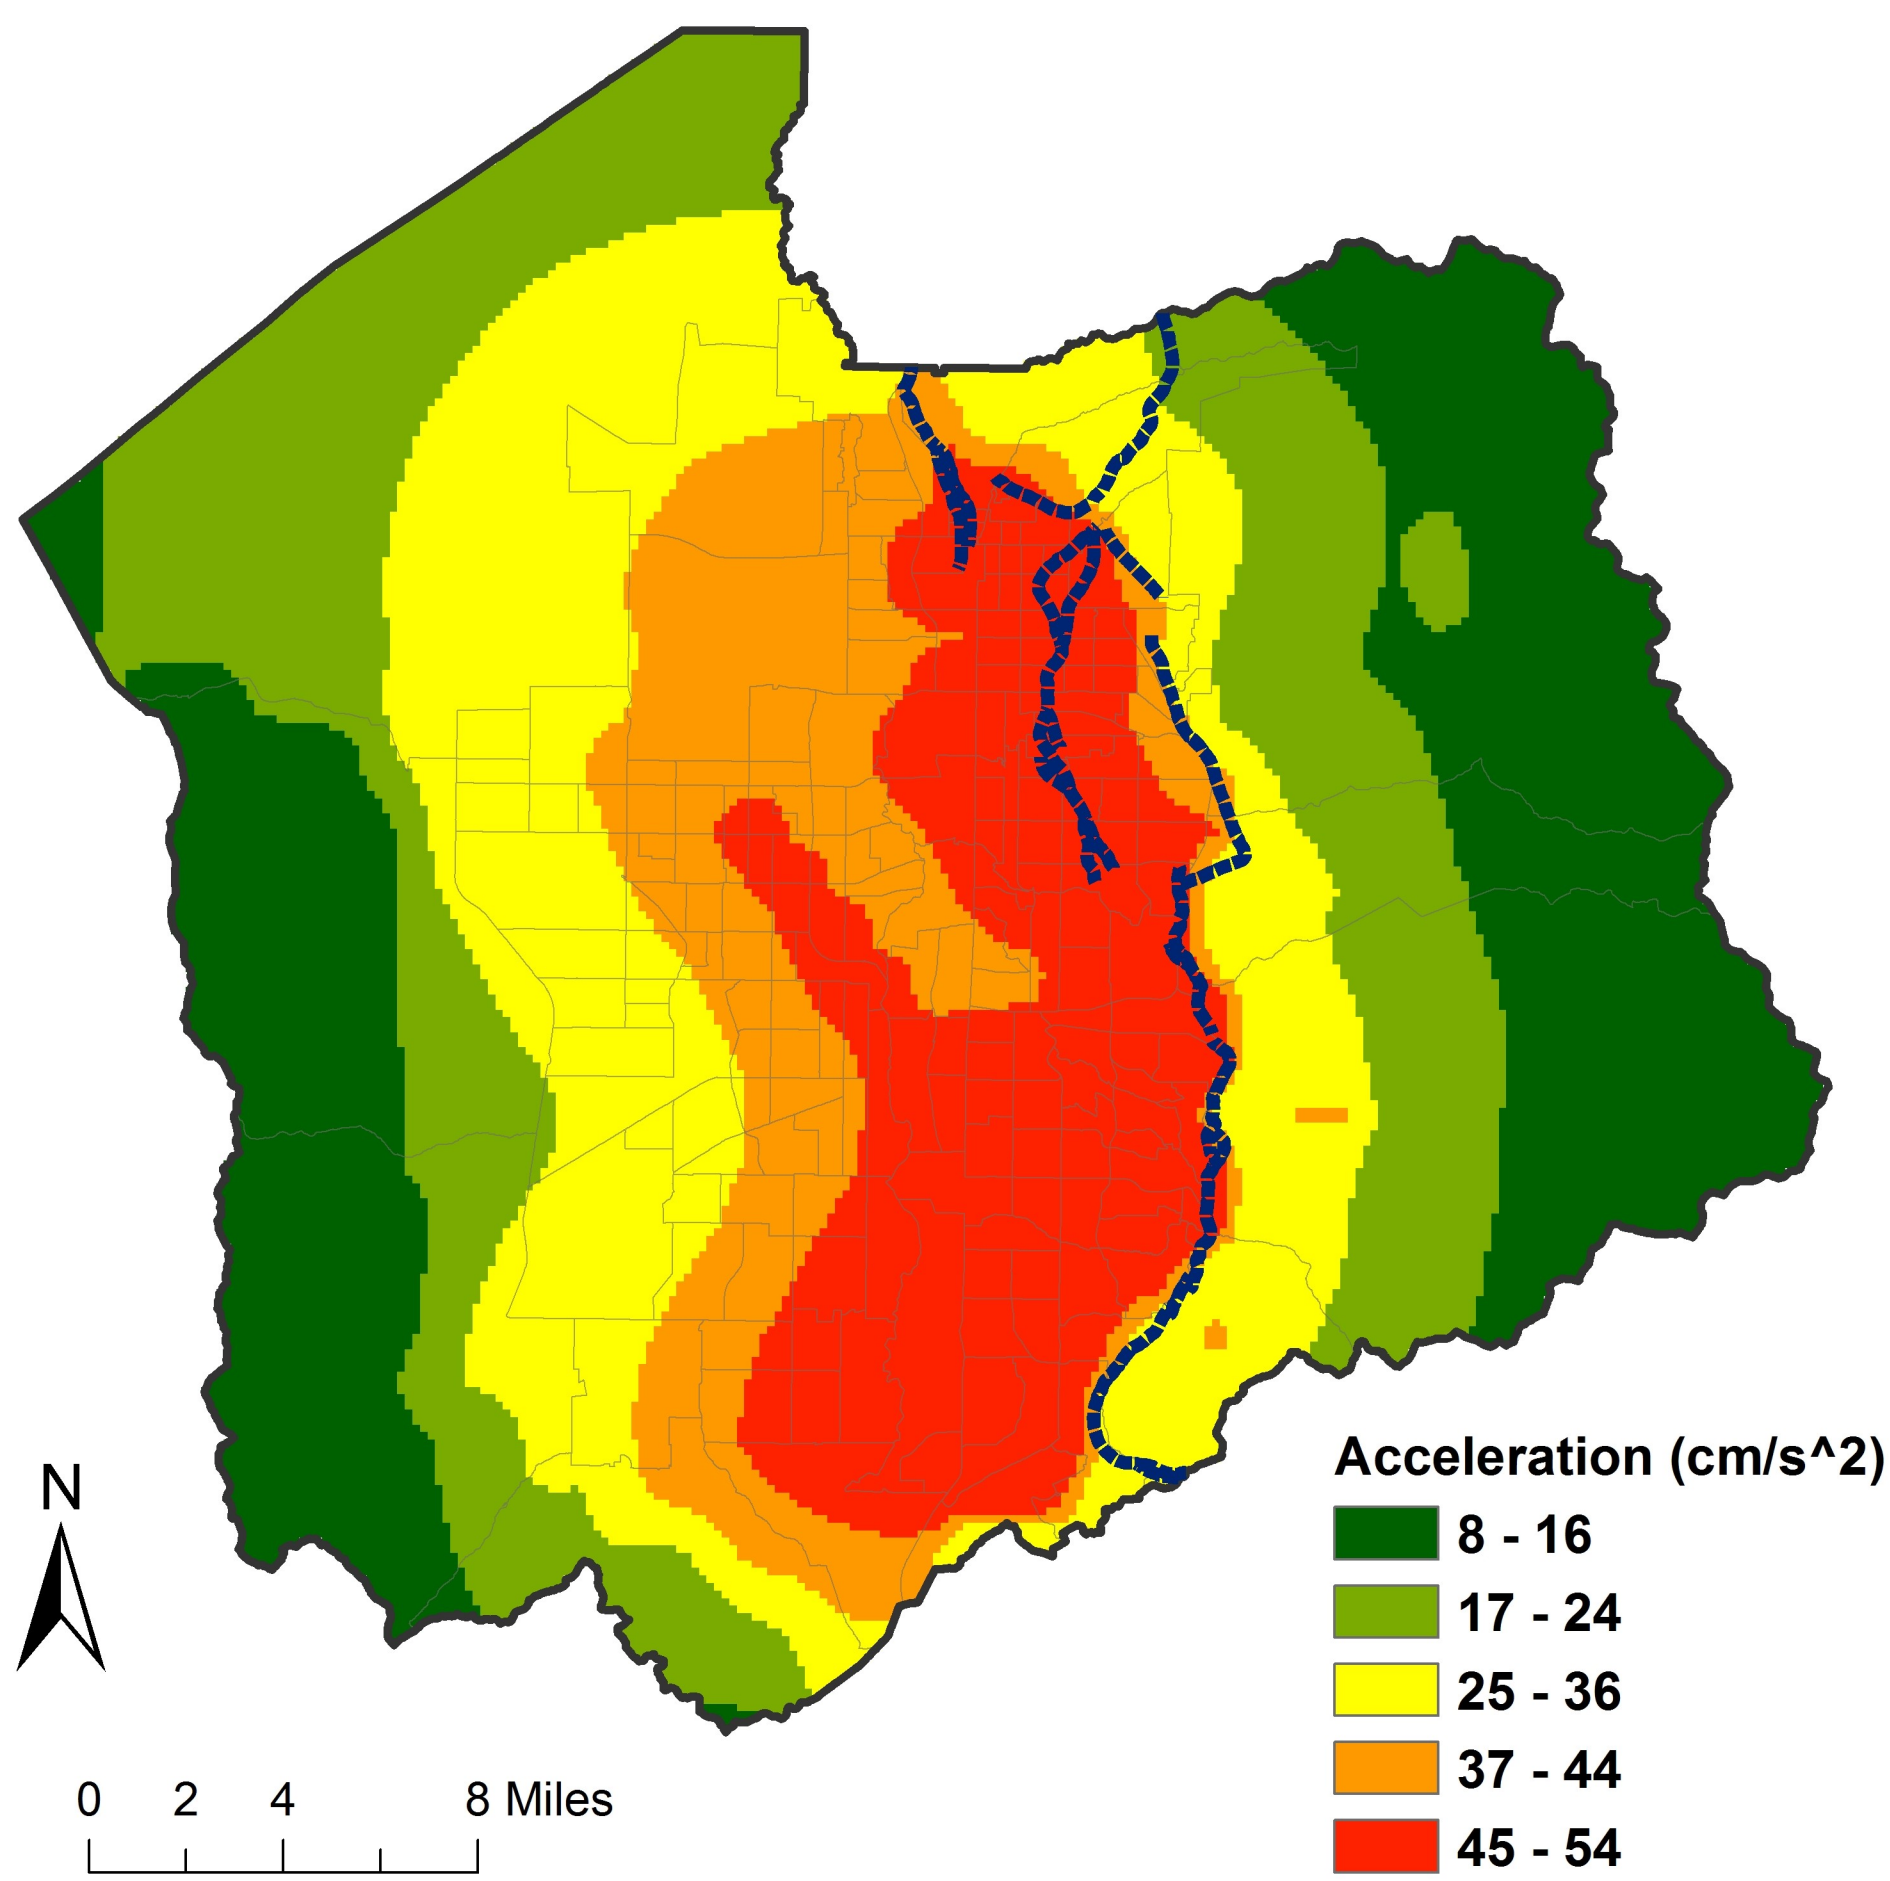 Acceleration (cm/s^2)
8 - 16
17 - 24
25 - 36
37 - 44
45 - 54
N
0 2 4 8 Miles